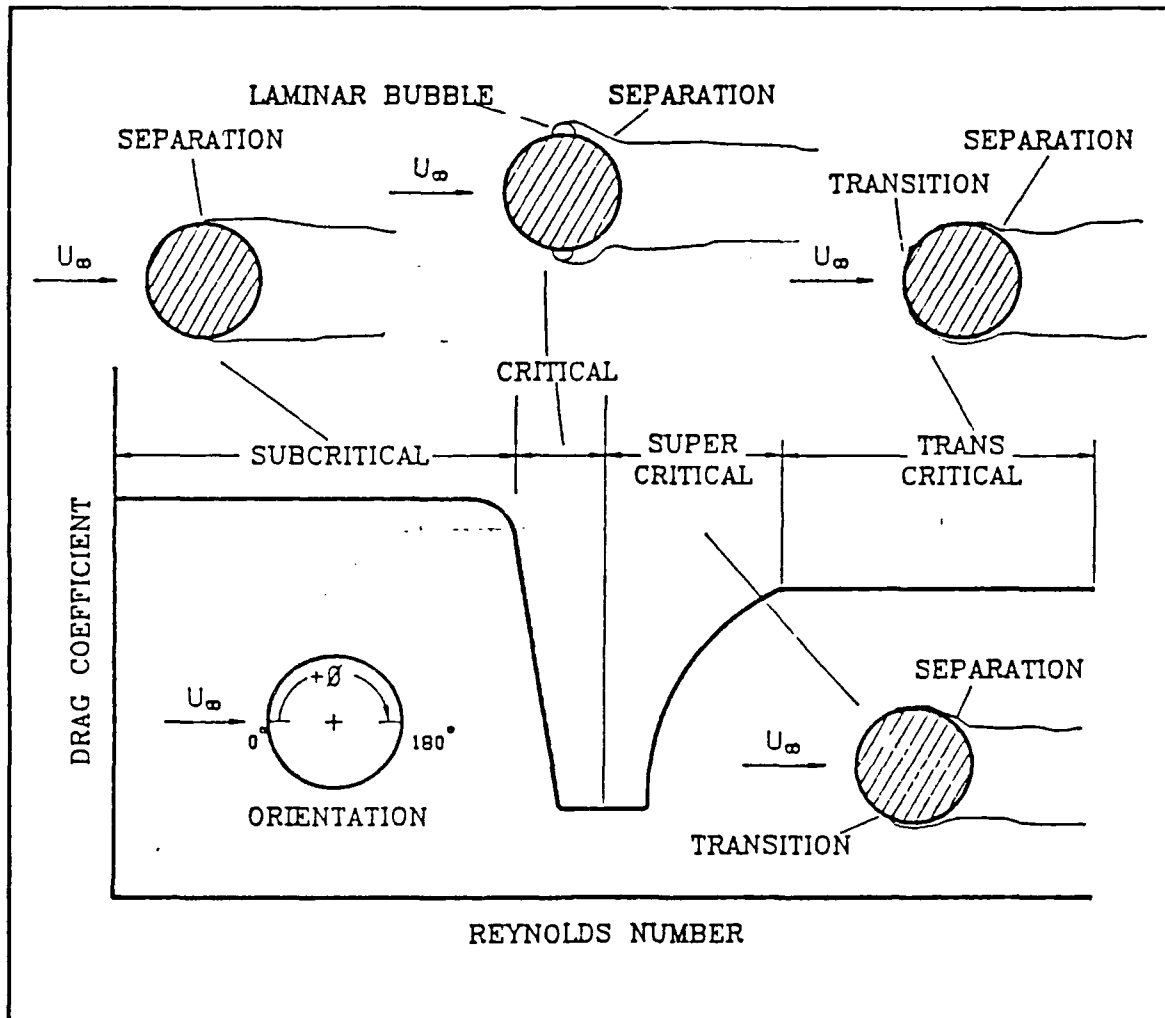 LAMINAR BUBBLE
SEPARATION
SEPARATION
SEPARATION
TRANSITION
U∞
U∞
U∞
CRITICAL
SUBCRITICAL
SUPER
CRITICAL
TRANS
CRITICAL
DRAG COEFFICIENT
+Ø
U∞
0°
180°
ORIENTATION
SEPARATION
U∞
TRANSITION
REYNOLDS NUMBER